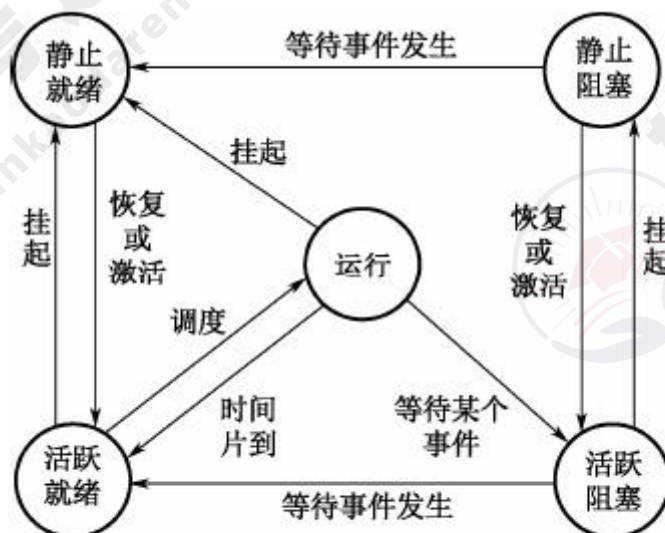 等待事件发生
静止
就绪
静止
阻塞
挂起
挂
起
恢复
或
激活
运行
恢复
或
激活
挂
起
调度
时间
片到
等待某个
事件
活跃
就绪
活跃
阻塞
等待事件发生